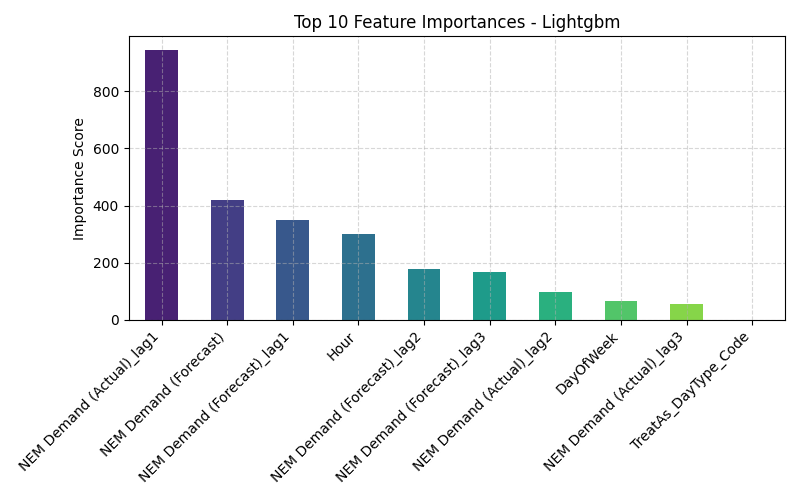 Top 10 Feature Importances - Lightgbm
Importance Score
800
600
400
200
0
NEM Demand (Actual)_lag1
NEM Demand (Forecast)
NEM Demand (Forecast)_lag1
Hour
NEM Demand (Forecast)_lag2
NEM Demand (Forecast)_lag3
NEM Demand (Actual)_lag2
DayOfWeek
NEM Demand (Actual)_lag3
TreatAs_DayType_Code